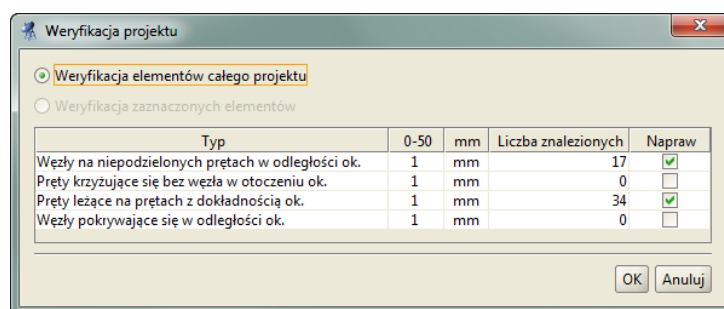 Weryfikacja projektu
Weryfikacja elementów całego projektu
Weryfikacja zaznaczonych elementów
Typ 0-50 mm Liczba znalezionych Napraw
Węzły na niepodzielonych prętach w odległości ok. 1 mm 17
Pręty krzyżujące się bez węzła w otoczeniu ok. 1 mm 0
Pręty leżące na prętach z dokładnością ok. 1 mm 34
Węzły pokrywające się w odległości ok. 1 mm 0
OK Anuluj